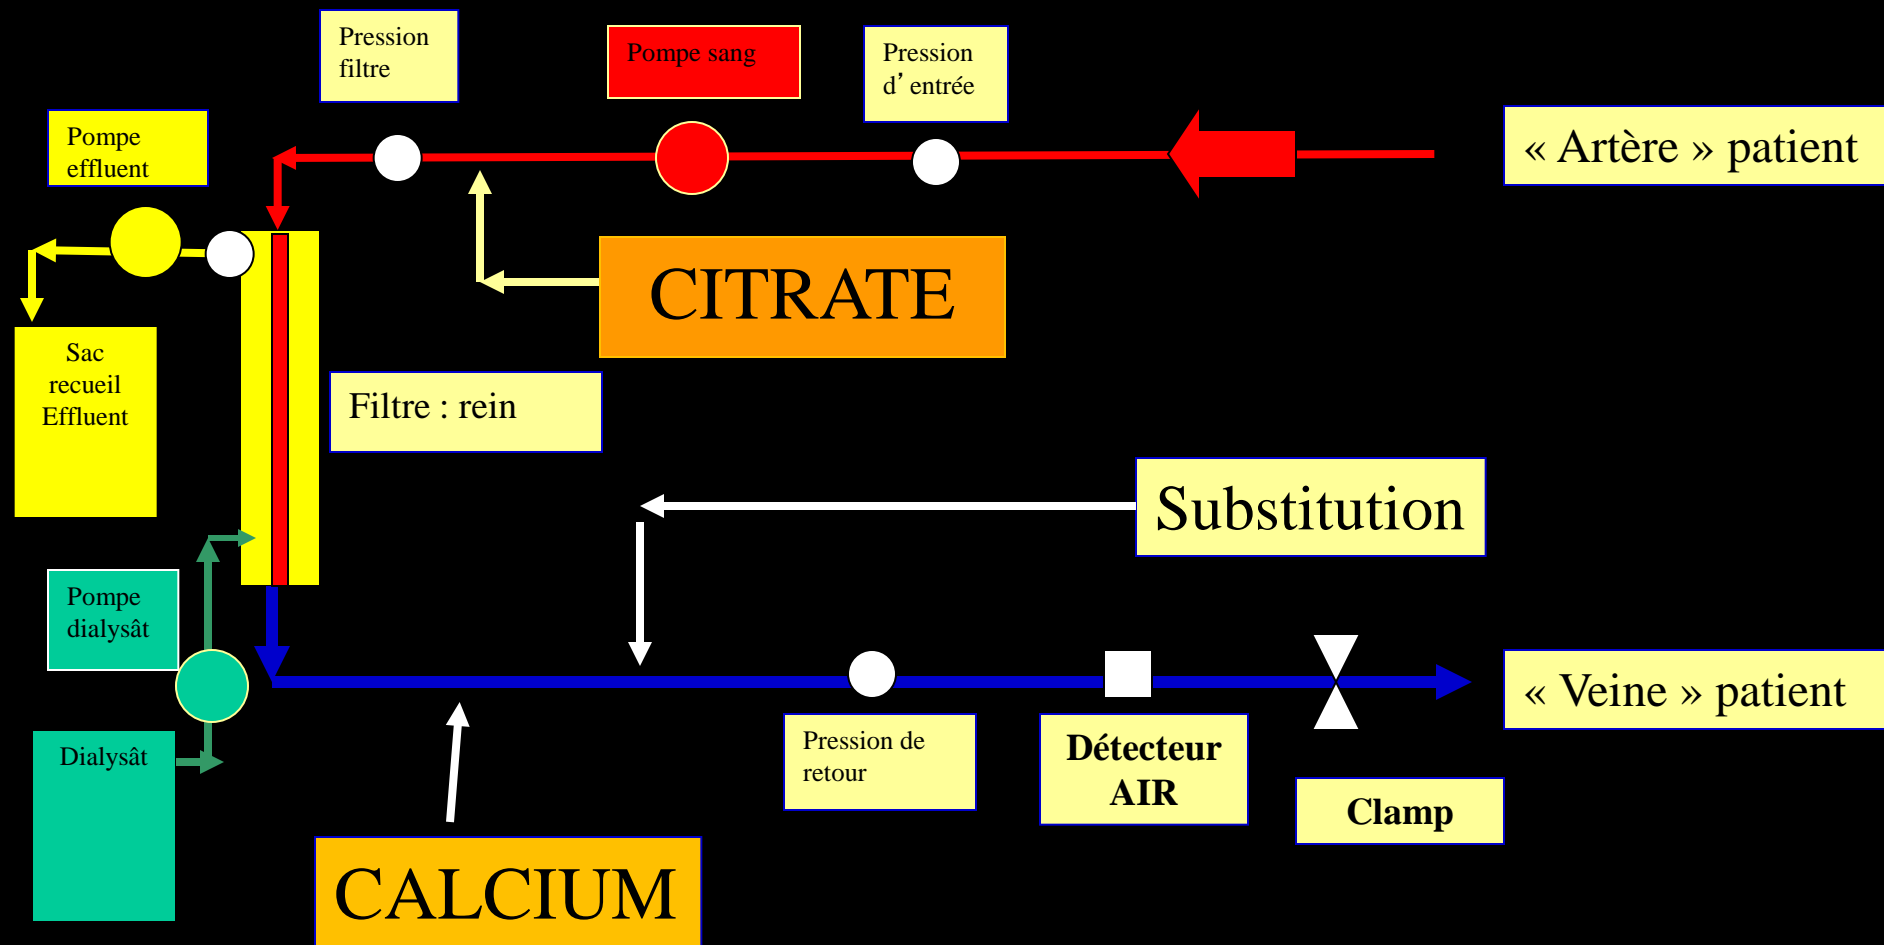 Pression
filtre
Pompe sang
Pression
d’entrée
Pompe
effluent
« Artère » patient
CITRATE
Sac
recueil
Effluent
Filtre : rein
Substitution
Pompe
dialysât
« Veine » patient
Dialysât
Pression de
retour
Détecteur
AIR
Clamp
CALCIUM